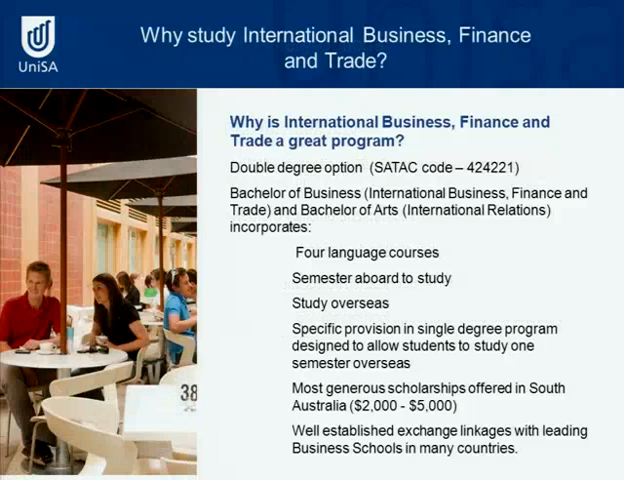 UniSA
Why study International Business, Finance
and Trade?
Why is International Business, Finance and
Trade a great program?
Double degree option (SATAC code – 424221)
Bachelor of Business (International Business, Finance and
Trade) and Bachelor of Arts (International Relations)
incorporates:
Four language courses
Semester aboard to study
Study overseas
Specific provision in single degree program
designed to allow students to study one
semester overseas
Most generous scholarships offered in South
Australia ($2,000 - $5,000)
Well established exchange linkages with leading
Business Schools in many countries.
38